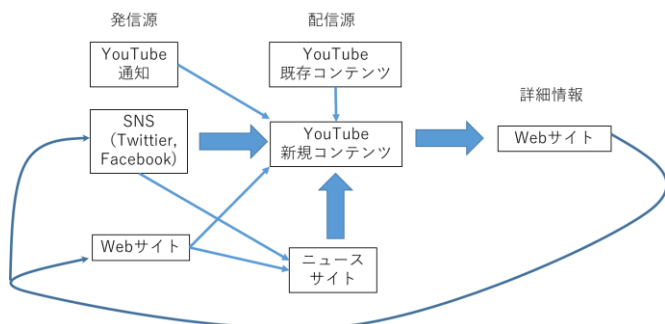 発信源
配信源
YouTube
通知
YouTube
既存コンテンツ
詳細情報
SNS
（Twittier,
Facebook)
YouTube
新規コンテンツ
Webサイト
Webサイト
ニュース
サイト